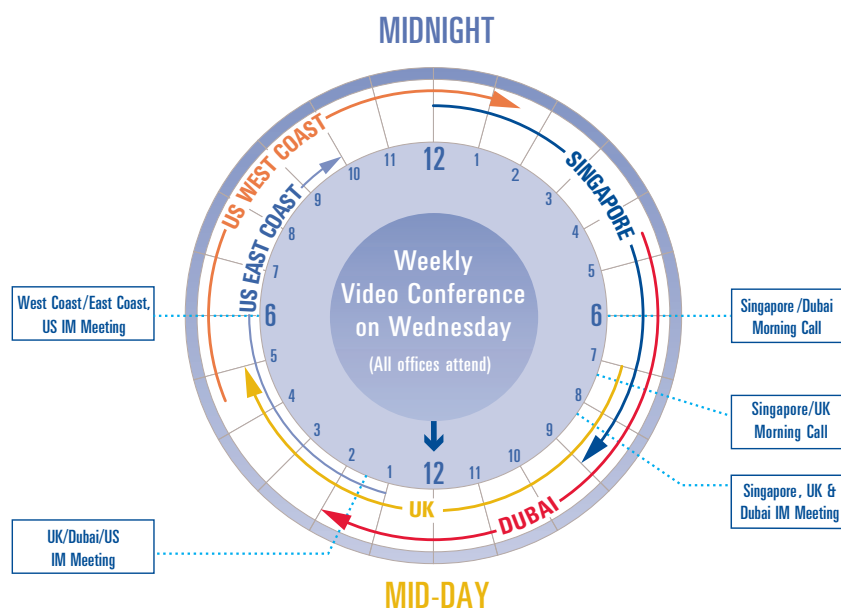 MIDNIGHT
US WEST COAST
US EAST COAST
SINGAPORE
DUBAI
UK
12
1
2
3
4
5
6
7
8
9
10
11
12
1
2
3
4
5
6
7
8
9
10
11
Weekly
Video Conference
on Wednesday
(All offices attend)
West Coast/East Coast,
US IM Meeting
UK/Dubai/US
IM Meeting
Singapore/Dubai
Morning Call
Singapore/UK
Morning Call
Singapore, UK &
Dubai IM Meeting
MID-DAY